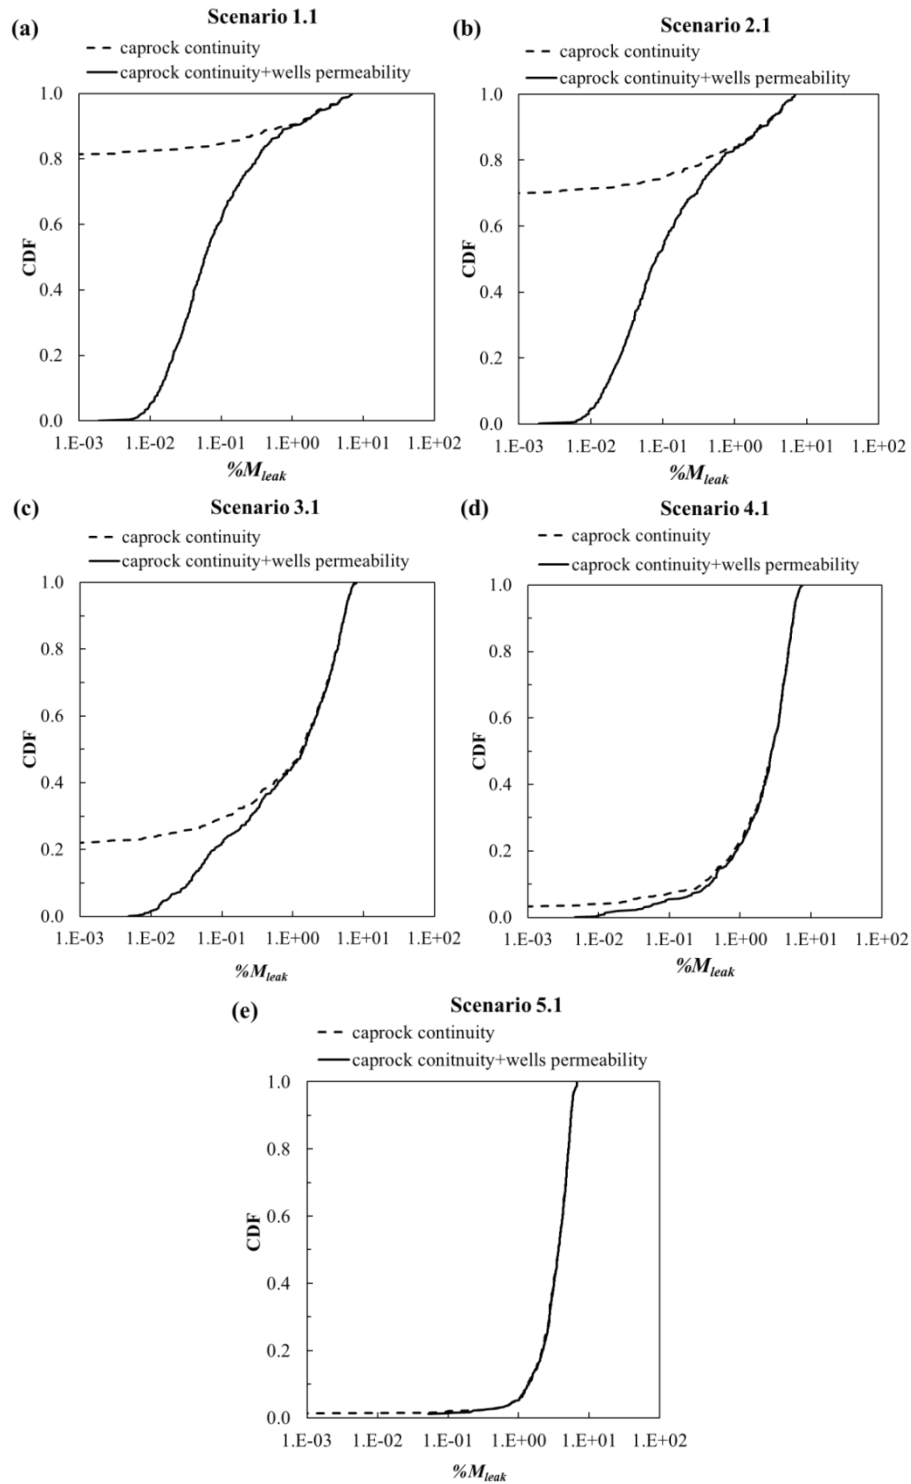 (a)
Scenario 1.1
caprock continuity
caprock continuity+wells permeability
1.0
0.8
0.6
0.4
0.2
0.0
CDF
1.E-03 1.E-02 1.E-01 1.E+00 1.E+01 1.E+02
%Mleak
(b)
Scenario 2.1
caprock continuity
caprock continuity+wells permeability
1.0
0.8
0.6
0.4
0.2
0.0
CDF
1.E-03 1.E-02 1.E-01 1.E+00 1.E+01 1.E+02
%Mleak
(c)
Scenario 3.1
caprock continuity
caprock continuity+wells permeability
1.0
0.8
0.6
0.4
0.2
0.0
CDF
1.E-03 1.E-02 1.E-01 1.E+00 1.E+01 1.E+02
%Mleak
(d)
Scenario 4.1
caprock continuity
caprock continuity+wells permeability
1.0
0.8
0.6
0.4
0.2
0.0
CDF
1.E-03 1.E-02 1.E-01 1.E+00 1.E+01 1.E+02
%Mleak
(e)
Scenario 5.1
caprock continuity
caprock conitnuity+wells permeability
1.0
0.8
0.6
0.4
0.2
0.0
CDF
1.E-03 1.E-02 1.E-01 1.E+00 1.E+01 1.E+02
%Mleak